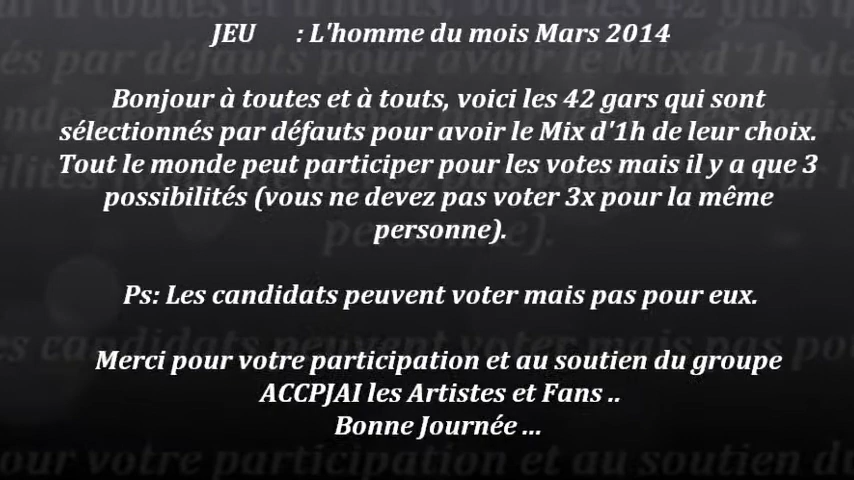 JEU : L'homme du mois Mars 2014
Bonjour à toutes et à touts, voici les 42 gars qui sont
sélectionnés par défauts pour avoir le Mix d'1h de leur choix.
Tout le monde peut participer pour les votes mais il y a que 3
possibilités (vous ne devez pas voter 3x pour la même
personne).
Ps: Les candidats peuvent voter mais pas pour eux.
Merci pour votre participation et au soutien du groupe
ACCPJAI les Artistes et Fans ..
Bonne Journée ...